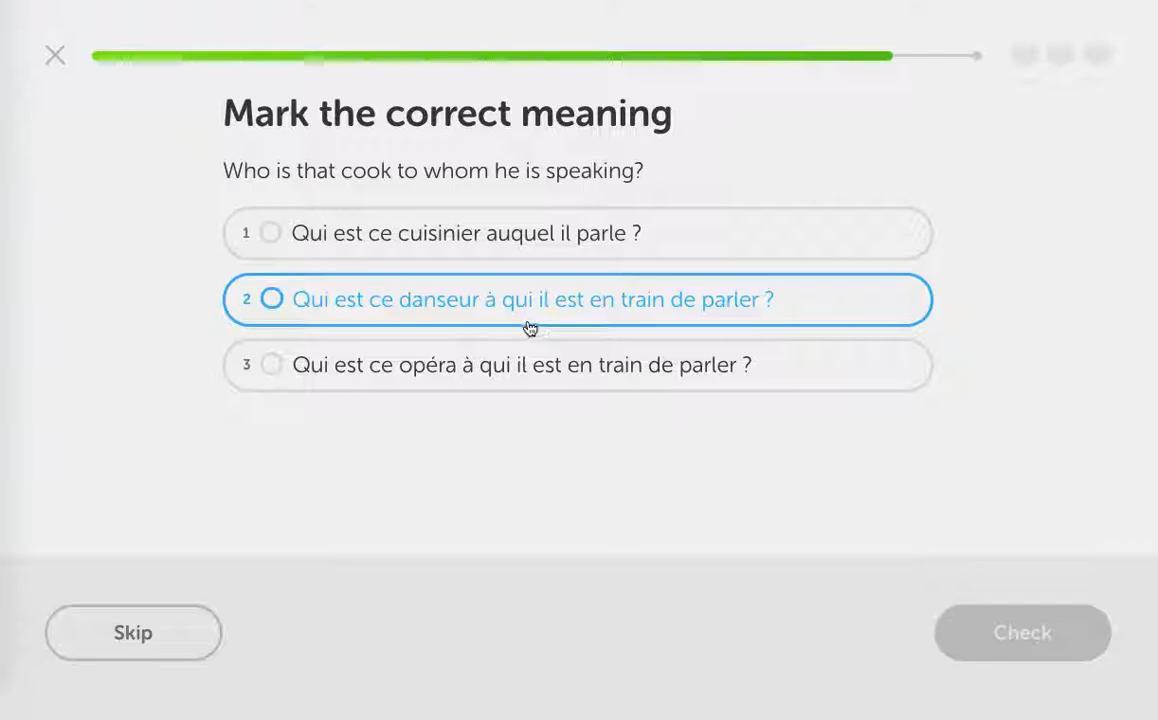 Mark the correct meaning
Who is that cook to whom he is speaking?
1 Qui est ce cuisinier auquel il parle ?
2 Qui est ce danseur à qui il est en train de parler ?
3 Qui est ce opéra à qui il est en train de parler ?
Skip
Check